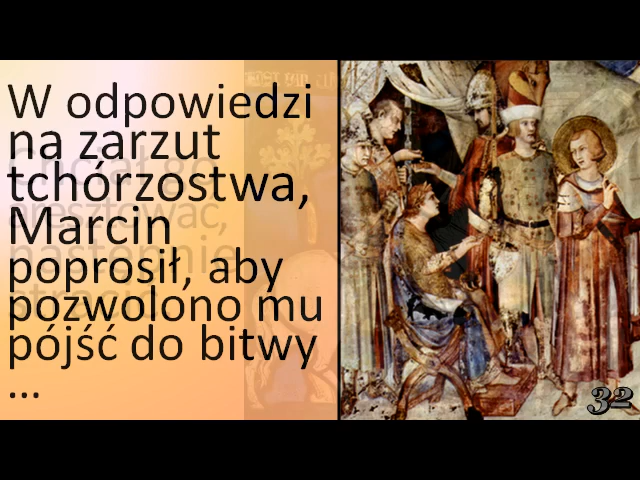 W odpowiedzi
na zarzut
tchórzostwa,
Marcin
poprosił, aby
pozwolono mu
pójść do bitwy
...
32